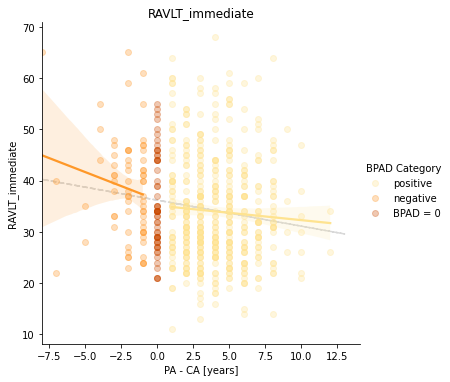 RAVLT_immediate
70
60
50
40
30
20
10
RAVLT_immediate
−7.5
−5.0
−2.5
0.0
2.5
5.0
7.5
10.0
12.5
PA - CA [years]
BPAD Category
positive
negative
BPAD = 0